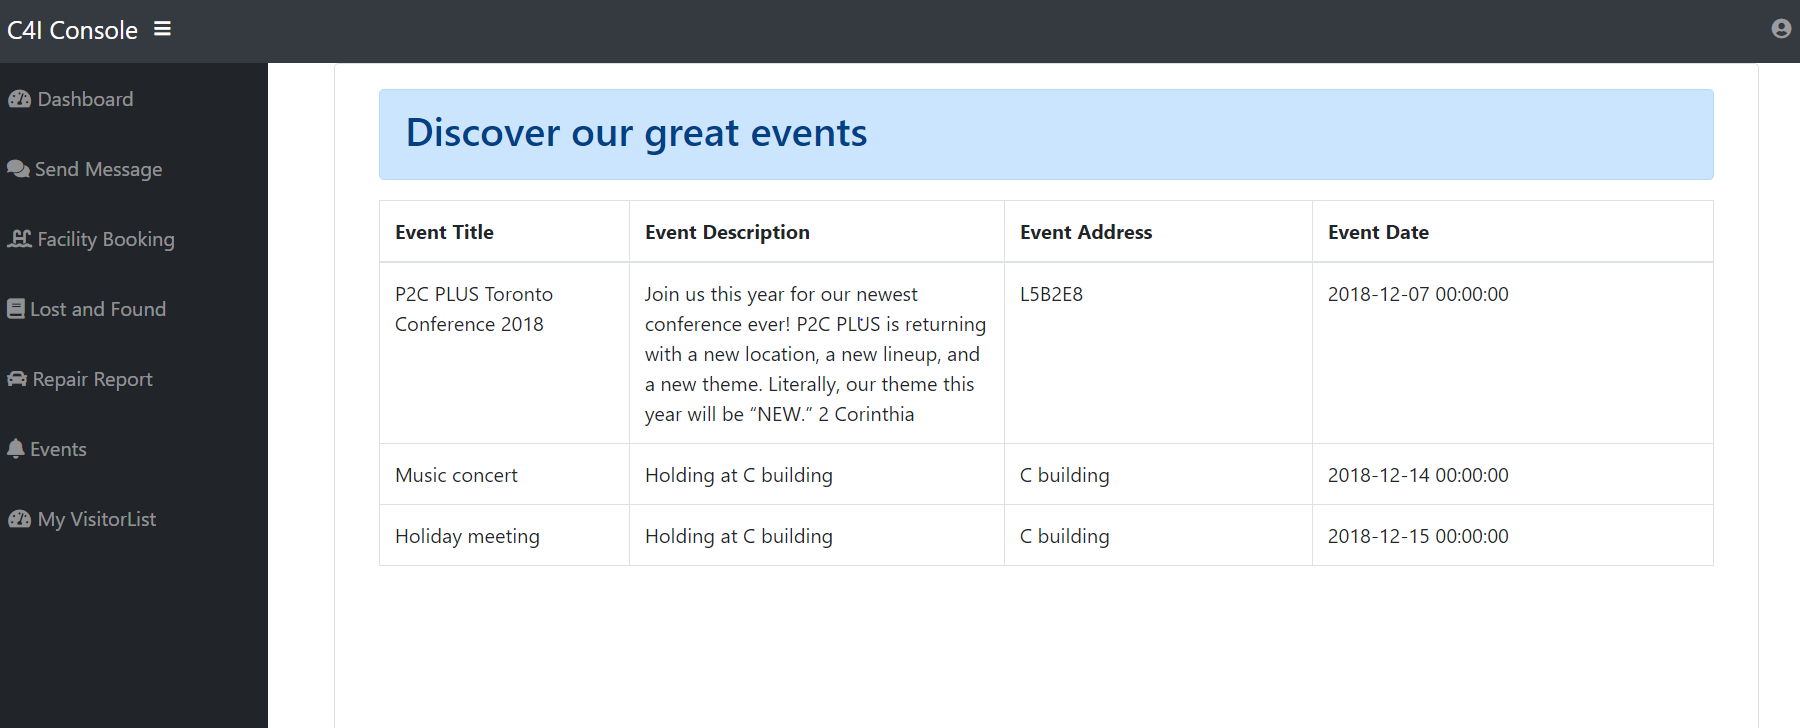 C4I Console
Dashboard
Send Message
Facility Booking
Lost and Found
Repair Report
Events
My VisitorList
Discover our great events
Event Title Event Description Event Address Event Date
P2C PLUS Toronto
Conference 2018
Join us this year for our newest
conference ever! P2C PLUS is returning
with a new location, a new lineup, and
a new theme. Literally, our theme this
year will be “NEW.” 2 Corinthia
L5B2E8
2018-12-07 00:00:00
Music concert Holding at C building C building 2018-12-14 00:00:00
Holiday meeting Holding at C building C building 2018-12-15 00:00:00